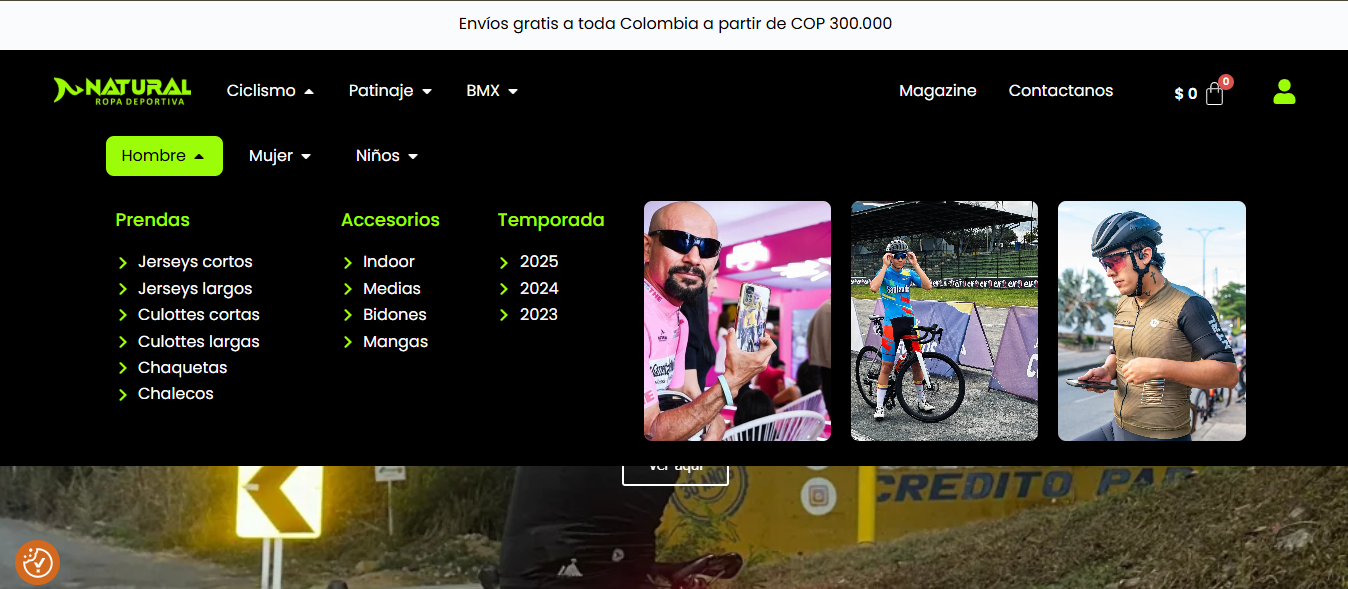 Envíos gratis a toda Colombia a partir de COP 300.000
NATURAL
ROPA DEPORTIVA
Ciclismo
Patinaje
BMX
Magazine
Contactanos
$ 0
0
Hombre
Mujer
Niños
Prendas
Jerseys cortos
Jerseys largos
Culottes cortas
Culottes largas
Chaquetas
Chalecos
Accesorios
Indoor
Medias
Bidones
Mangas
Temporada
2025
2024
2023
Ver aquí
CREDITO PA